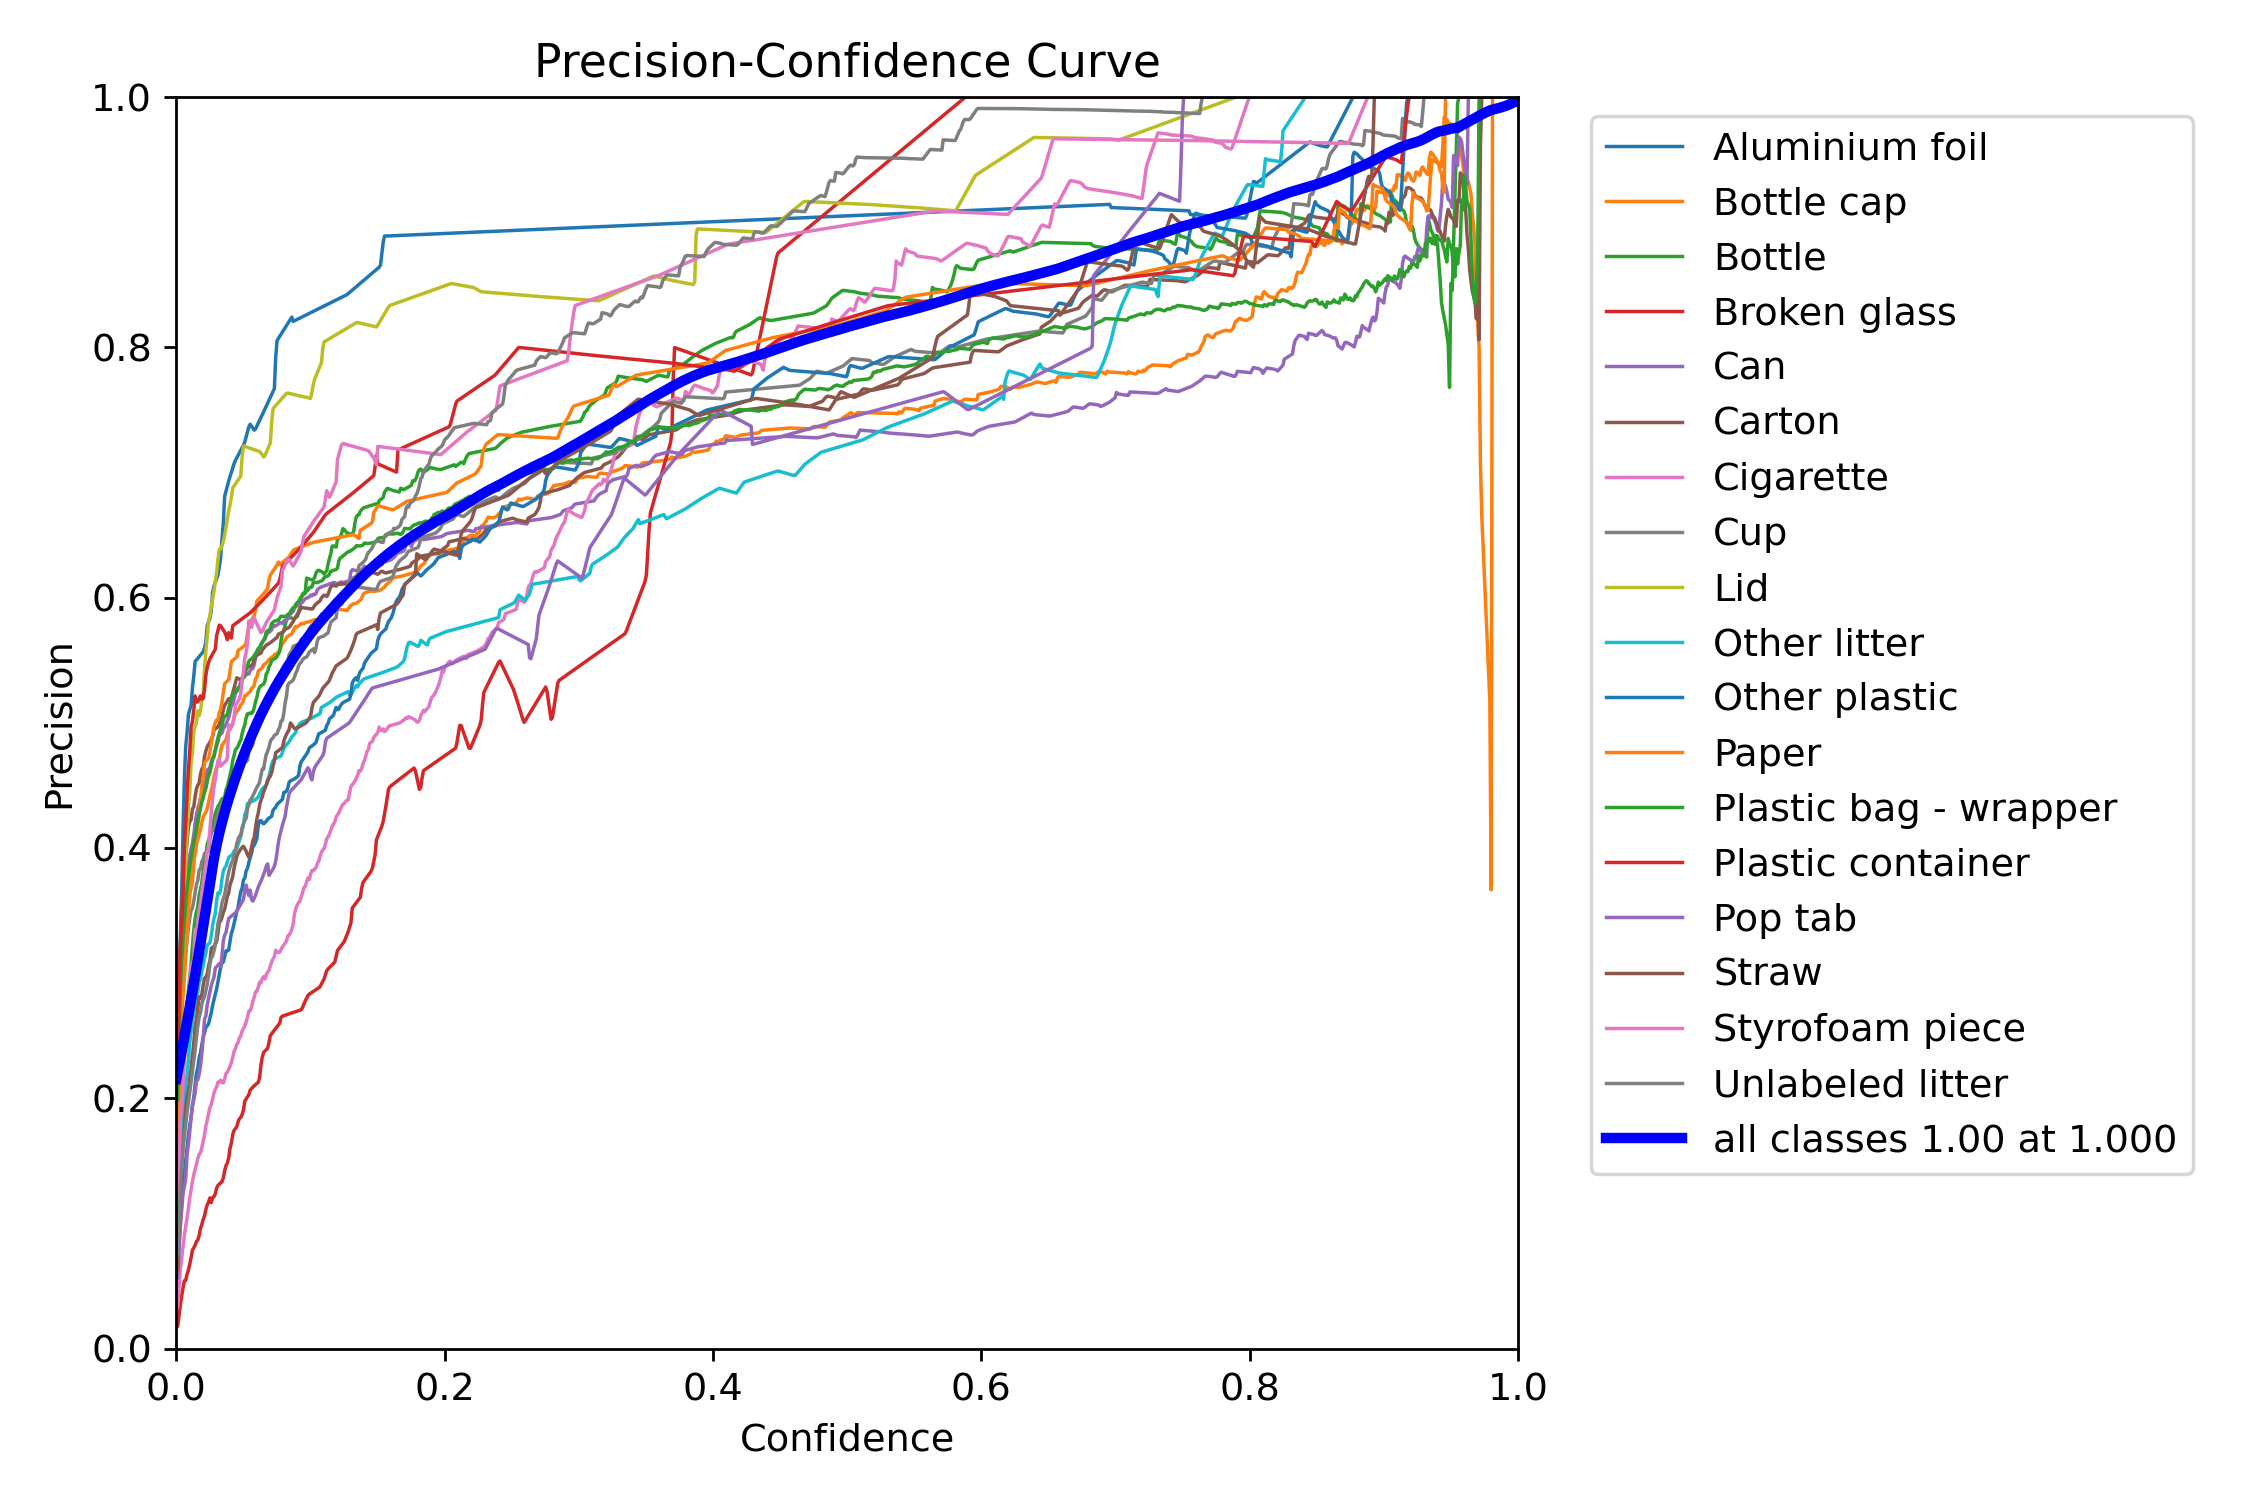 Precision-Confidence Curve
1.0
0.8
0.6
0.4
0.2
0.0
Precision
0.0 0.2 0.4 0.6 0.8 1.0
Confidence
Aluminium foil
Bottle cap
Bottle
Broken glass
Can
Carton
Cigarette
Cup
Lid
Other litter
Other plastic
Paper
Plastic bag - wrapper
Plastic container
Pop tab
Straw
Styrofoam piece
Unlabeled litter
all classes 1.00 at 1.000